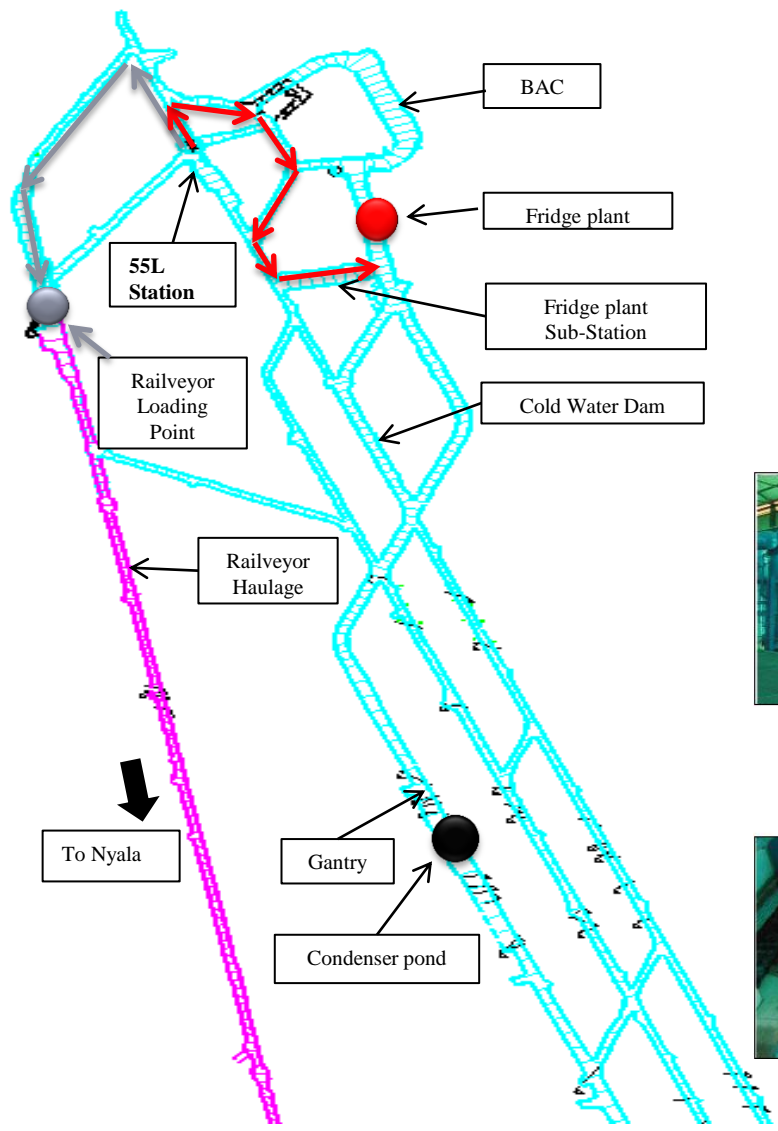 BAC
Fridge plant
55L
Station
Fridge plant
Sub-Station
Railveyor
Loading
Point
Cold Water Dam
Railveyor
Haulage
To Nyala
Gantry
Condenser pond